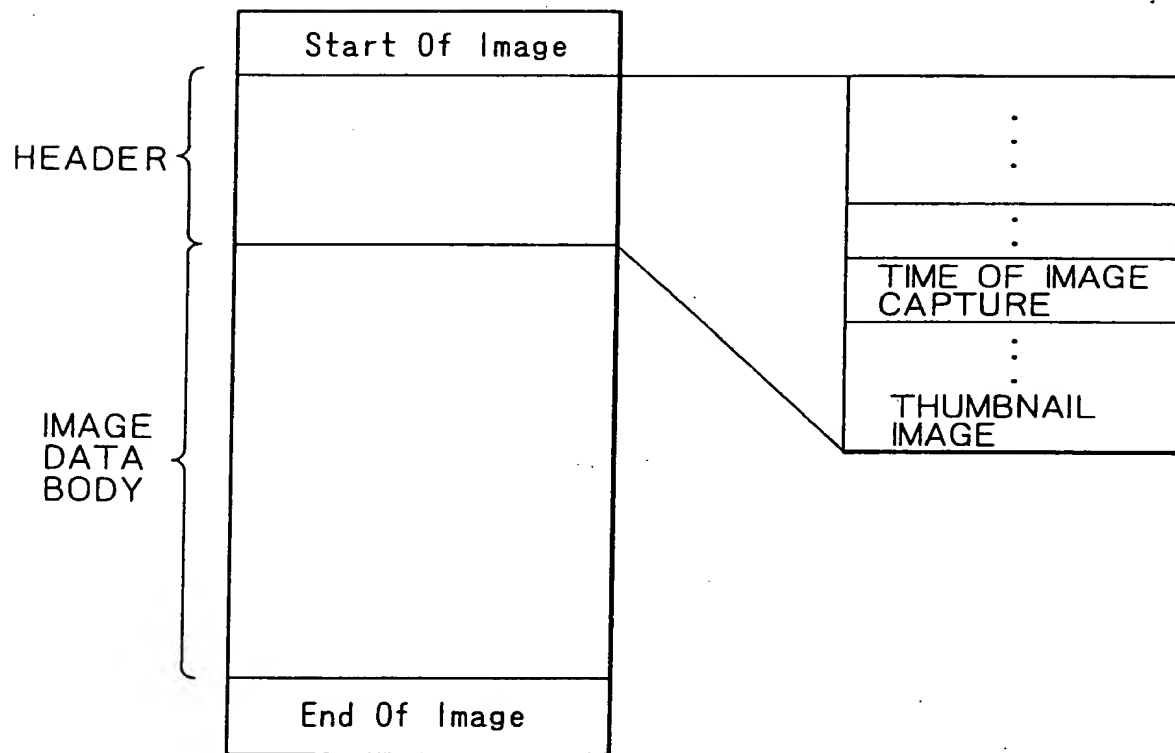 Start Of Image
HEADER
TIME OF IMAGE
CAPTURE
THUMBNAIL
IMAGE
IMAGE
DATA
BODY
End Of Image